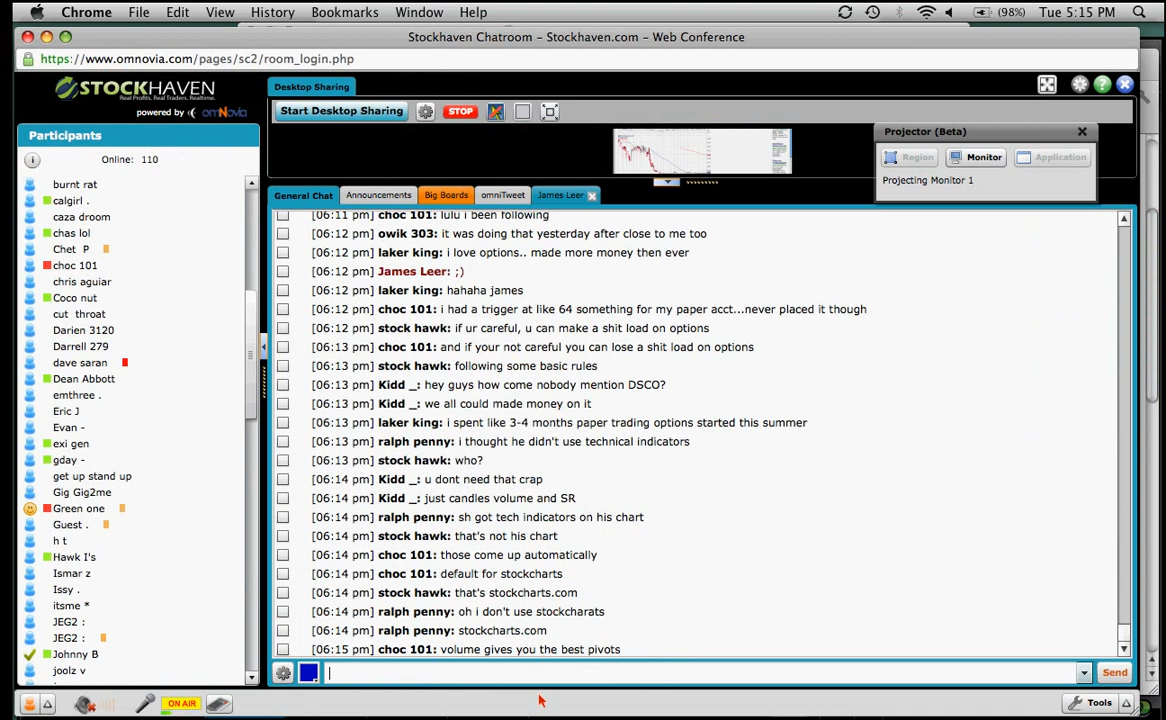 Chrome File Edit View History Bookmarks Window Help (98%) Tue 5:15 PM
Stockhaven Chatroom – Stockhaven.com – Web Conference
https://www.omnovia.com/pages/sc2/room_login.php
STOCKHAVEN
Real Profits. Real Traders. Realtime.
powered by omNovia
Desktop Sharing
Start Desktop Sharing STOP
Projector (Beta)
Region Monitor Application
Projecting Monitor 1
Participants
Online: 110
burnt rat
calgirl .
caza droom
chas lol
Chet P
choc 101
chris aguiar
Coco nut
cut throat
Darien 3120
Darrell 279
dave saran
Dean Abbott
emthree .
Eric J
Evan -
exi gen
gday -
get up stand up
Gig Gig2me
Green one
Guest .
h t
Hawk I's
Ismar z
Issy .
itsme *
JEG2 :
JEG2 :
Johnny B
joolz v
General Chat Announcements Big Boards omniTweet James Leer
[06:11 pm] choc 101: lulu i been following
[06:12 pm] owik 303: it was doing that yesterday after close to me too
[06:12 pm] laker king: i love options.. made more money then ever
[06:12 pm] James Leer: ;)
[06:12 pm] laker king: hahaha james
[06:12 pm] choc 101: i had a trigger at like 64 something for my paper acct...never placed it though
[06:12 pm] stock hawk: if ur careful, u can make a shit load on options
[06:12 pm] choc 101: and if your not careful you can lose a shit load on options
[06:13 pm] stock hawk: following some basic rules
[06:13 pm] Kidd _: hey guys how come nobody mention DSCO?
[06:13 pm] Kidd _: we all could made money on it
[06:13 pm] laker king: i spent like 3-4 months paper trading options started this summer
[06:13 pm] ralph penny: i thought he didn't use technical indicators
[06:13 pm] stock hawk: who?
[06:14 pm] Kidd _: u dont need that crap
[06:14 pm] Kidd _: just candles volume and SR
[06:14 pm] ralph penny: sh got tech indicators on his chart
[06:14 pm] stock hawk: that's not his chart
[06:14 pm] choc 101: those come up automatically
[06:14 pm] choc 101: default for stockcharts
[06:14 pm] stock hawk: that's stockcharts.com
[06:14 pm] ralph penny: oh i don't use stockcharats
[06:14 pm] ralph penny: stockcharts.com
[06:15 pm] choc 101: volume gives you the best pivots
Send
ON AIR
Tools